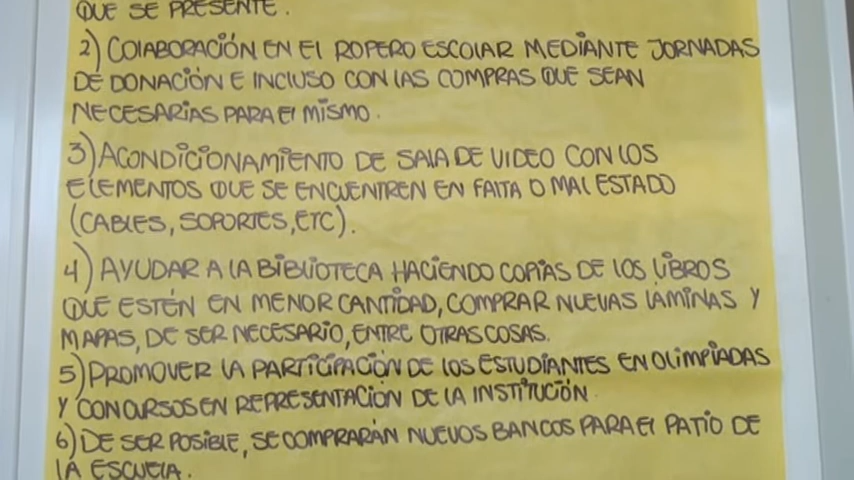 QUE SE PRESENTE.
2) COLABORACIÓN EN El ROPERO ESCOLAR MEDIANTE JORNADAS
DE DONACIÓN E INCLUSO CON LAS COMPRAS QUE SEAN
NECESARIAS PARA El MISMO.
3) ACONDICIONAMIENTO DE SALA DE VIDEO CON LOS
ELEMENTOS QUE SE ENCUENTREN EN FALTA O MAL ESTADO
(CABLES, SOPORTES, ETC).
4) AYUDAR A LA BIBLIOTECA HACIENDO COPIAS DE LOS LIBROS
QUE ESTÉN EN MENOR CANTIDAD, COMPRAR NUEVAS LÁMINAS Y
MAPAS, DE SER NECESARIO, ENTRE OTRAS COSAS.
5) PROMOVER LA PARTICIPACIÓN DE LOS ESTUDIANTES EN OLIMPIADAS
Y CONCURSOS EN REPRESENTACIÓN DE LA INSTITUCIÓN
6) DE SER POSIBLE, SE COMPRARÁN NUEVOS BANCOS PARA El PATIO DE
LA ESCUELA.